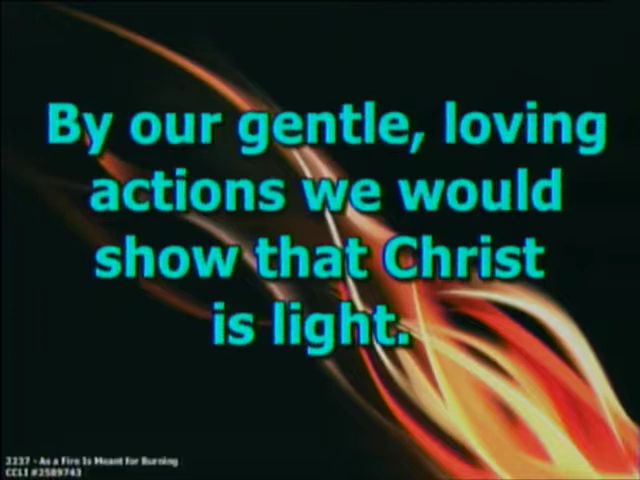 By our gentle, loving
actions we would
show that Christ
is light.
2237 - As a Fire Is Meant for Burning
CCLI #2589743